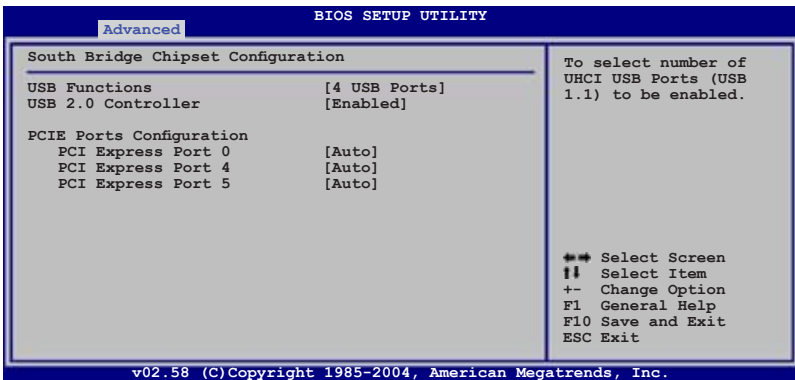 BIOS SETUP UTILITY
Advanced
South Bridge Chipset Configuration
USB Functions [4 USB Ports]
USB 2.0 Controller [Enabled]
PCIE Ports Configuration
PCI Express Port 0 [Auto]
PCI Express Port 4 [Auto]
PCI Express Port 5 [Auto]
To select number of
UHCI USB Ports (USB
1.1) to be enabled.
Select Screen
Select Item
+- Change Option
F1 General Help
F10 Save and Exit
ESC Exit
v02.58 (C)Copyright 1985-2004, American Megatrends, Inc.